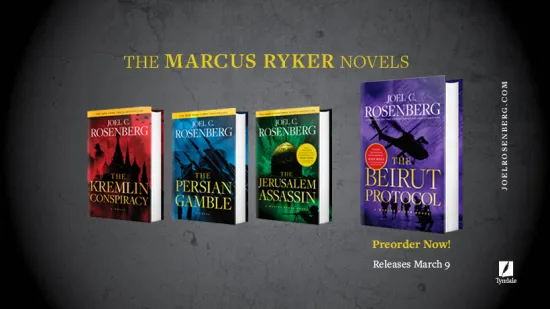 THE MARCUS RYKER NOVELS
JOEL C.
ROSENBERG
THE
KREMLIN
CONSPIRACY
JOEL C.
ROSENBERG
THE
PERSIAN
GAMBLE
JOEL C.
ROSENBERG
THE
JERUSALEM
ASSASSIN
JOEL C.
ROSENBERG
THE
BEIRUT
PROTOCOL
Preorder Now!
Releases March 9
JOELROSENBERG.COM
Tyndale